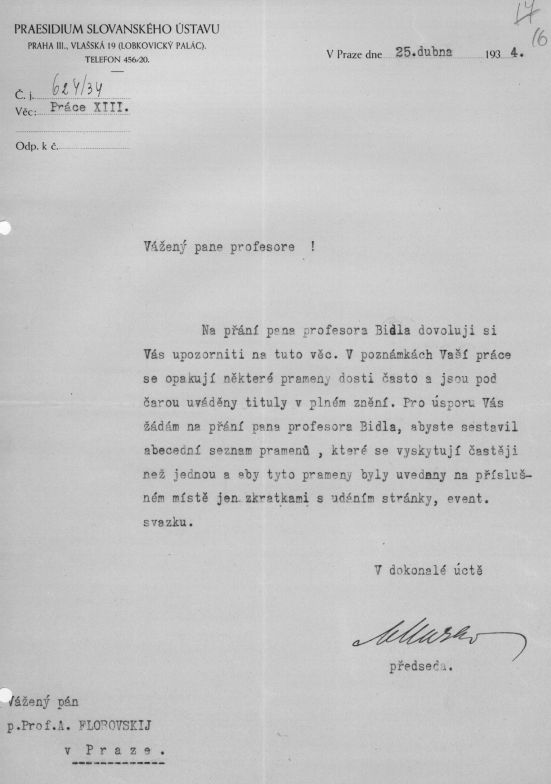 17
16
PRAESIDIUM SLOVANSKÉHO ÚSTAVU
PRAHA III., VLAŠSKÁ 19 (LOBKOVICKÝ PALÁC).
TELEFON 456-20.
V Praze dne 25.dubna 1934.
Č. j. 624/34
Věc: Práce XIII.
Odp. k č.
Vážený pane profesore !
Na přání pana profesora Bidla dovoluji si
Vás upozorniti na tuto věc. V poznámkách Vaší práce
se opakují některé prameny dosti často a jsou pod
čarou uváděny tituly v plném znění. Pro úsporu Vás
žádám na přání pana profesora Bidla, abyste sestavil
abecední seznam pramenů , které se vyskytují častěji
než jednou a aby tyto prameny byly uvedany na přísluš-
ném místě jen zkratkami s udáním stránky, event.
svazku.
V dokonalé úctě
předseda.
Vážený pán
p.Prof.A. FLOROVSKIJ
v Praze.